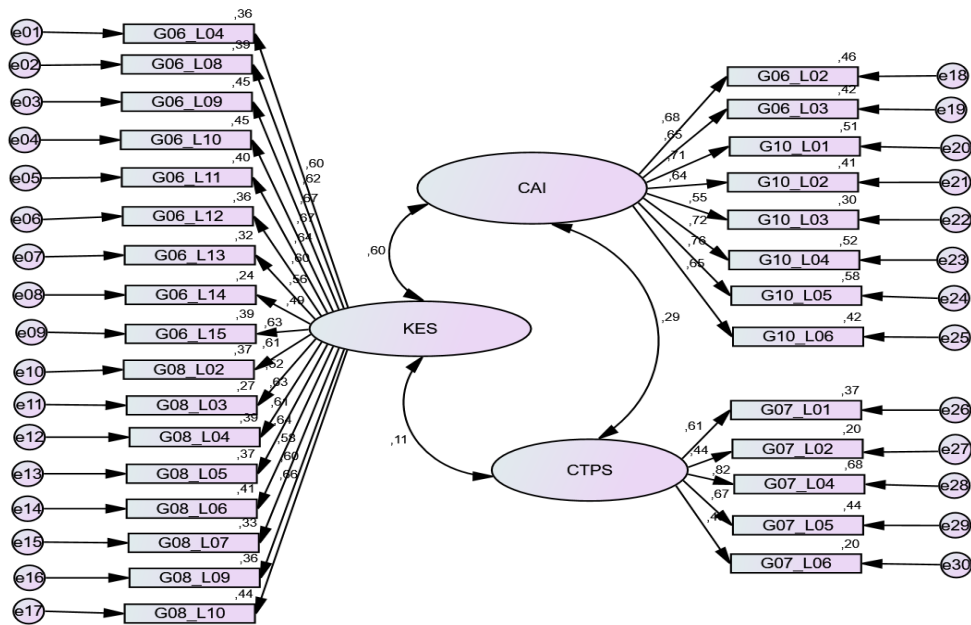 e01 G06_L04 ,36
e02 G06_L08 ,39
e03 G06_L09 ,45
e04 G06_L10 ,45
e05 G06_L11 ,40
e06 G06_L12 ,36
e07 G06_L13 ,32
e08 G06_L14 ,24
e09 G06_L15 ,39
e10 G08_L02 ,37
e11 G08_L03 ,27
e12 G08_L04 ,39
e13 G08_L05 ,37
e14 G08_L06 ,41
e15 G08_L07 ,33
e16 G08_L09 ,36
e17 G08_L10 ,44
,60
,62
,67
,67
,64
,60
,56
,49
,63
,61
,52
,63
,61
,64
,58
,60
,66
KES
,60
,11
,29
CAI
CTPS
,68
,65
,71
,64
,55
,72
,76
,65
G06_L02 ,46 e18
G06_L03 ,42 e19
G10_L01 ,51 e20
G10_L02 ,41 e21
G10_L03 ,30 e22
G10_L04 ,52 e23
G10_L05 ,58 e24
G10_L06 ,42 e25
,61
,44
,82
,67
G07_L01 ,37 e26
G07_L02 ,20 e27
G07_L04 ,68 e28
G07_L05 ,44 e29
G07_L06 ,20 e30